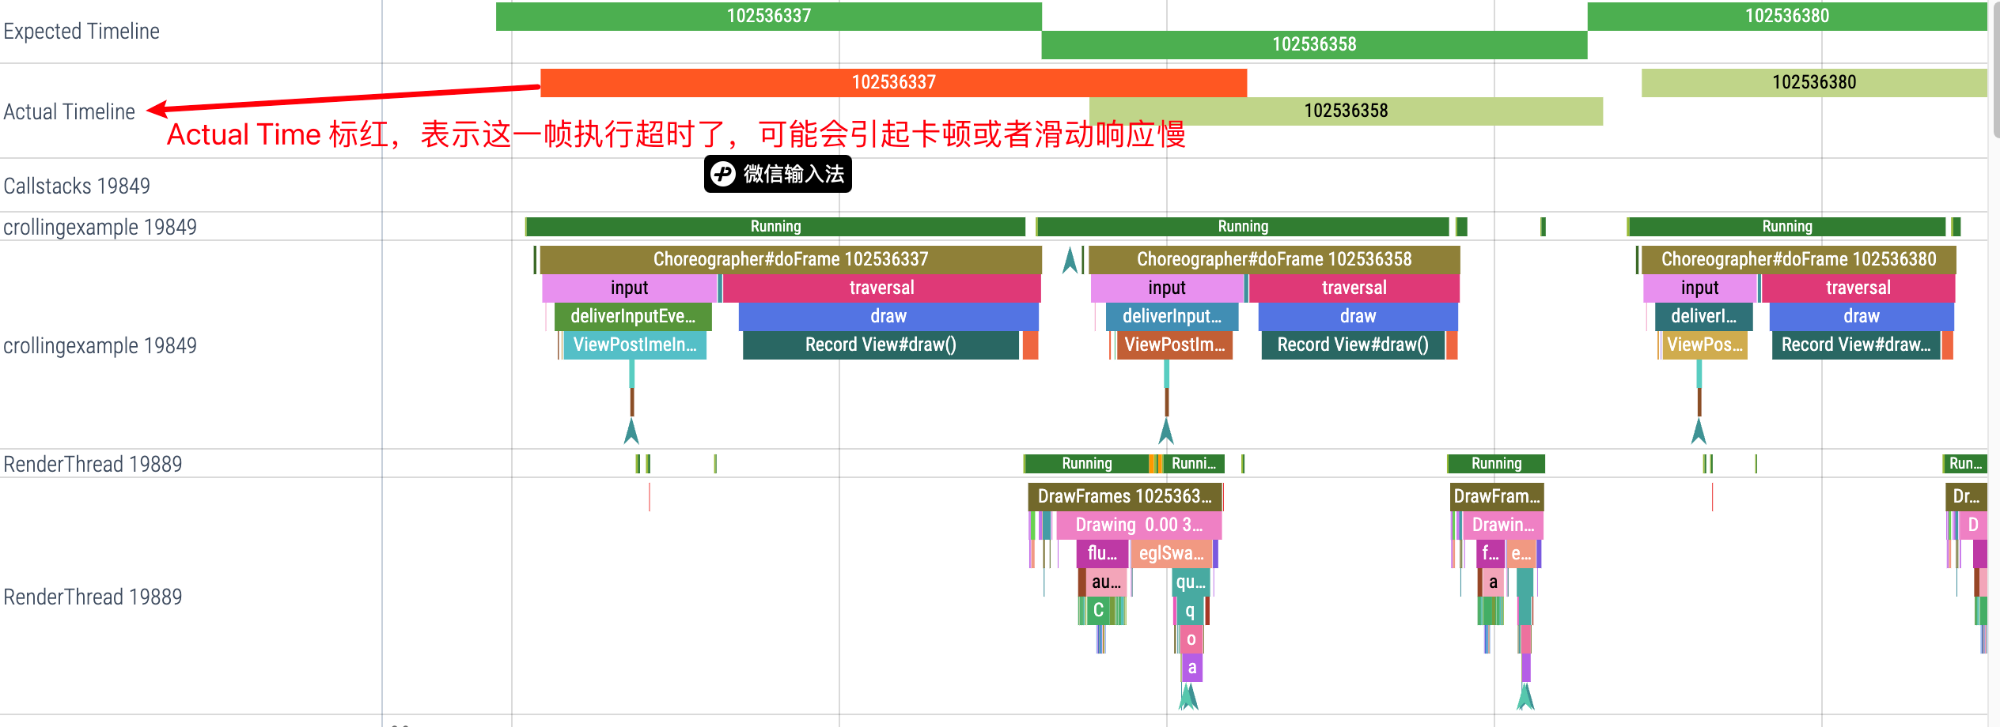 102536337
102536380
Expected Timeline
102536358
102536337
102536380
Actual Timeline
102536358
Actual Time 标红，表示这一帧执行超时了，可能会引起卡顿或者滑动响应慢
微信输入法
Callstacks 19849
crollingexample 19849
Running
Running
Running
Choreographer#doFrame 102536337
Choreographer#doFrame 102536358
Choreographer#doFrame 102536380
input
traversal
input
traversal
input
traversal
deliverInputEve...
draw
deliverInput...
draw
deliverI...
draw
crollingexample 19849
ViewPostImeIn...
Record View#draw()
ViewPostIm...
Record View#draw()
ViewPos...
Record View#draw...
RenderThread 19889
Running
Runni...
Running
Run...
DrawFrames 1025363...
DrawFram...
Dr...
Drawing 0.00 3...
Drawin...
D
flu...
eglSwa...
f...
e...
au...
qu...
a
RenderThread 19889
C
q
o
a